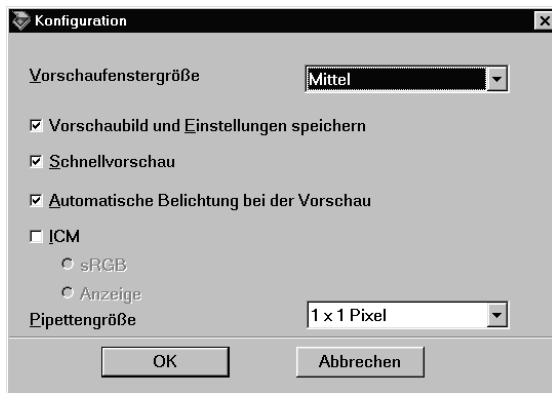 Konfiguration
Vorschaufenstergröße Mittel
Vorschaubild und Einstellungen speichern
Schnellvorschau
Automatische Belichtung bei der Vorschau
ICM
sRGB
Anzeige
Pipettengröße 1 x 1 Pixel
OK Abbrechen